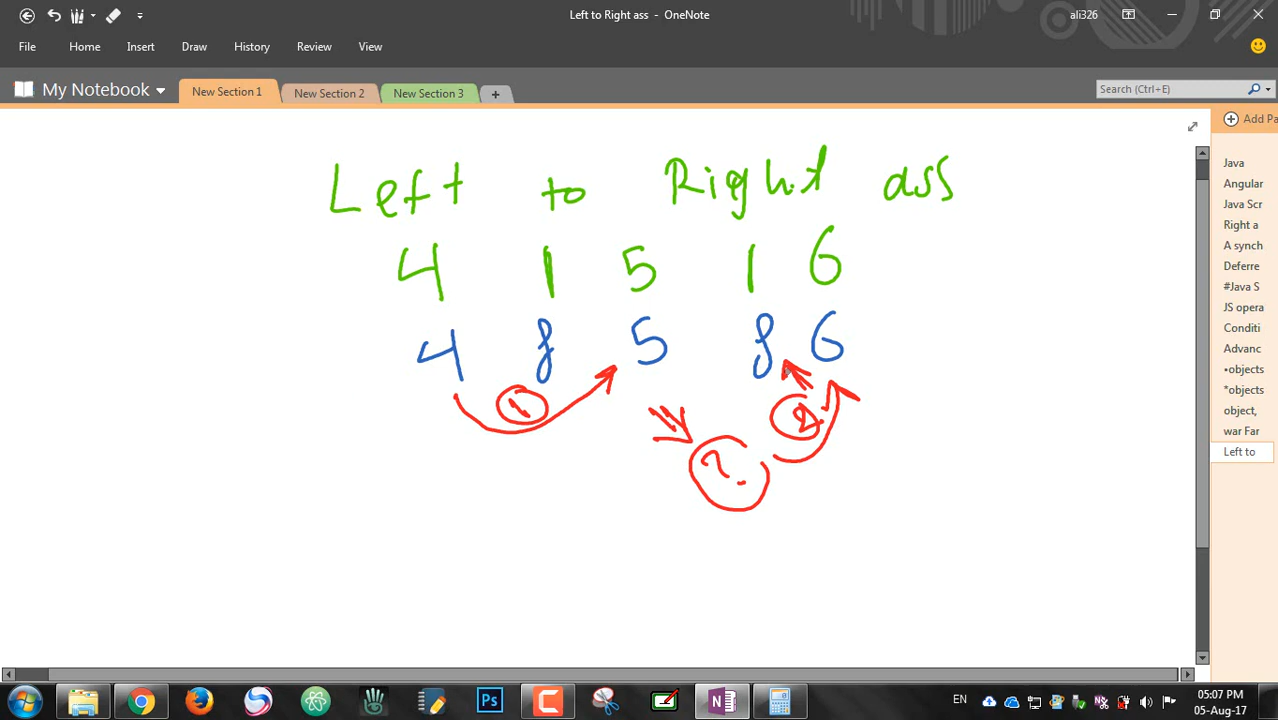 Left to Right ass - OneNote
ali326
File Home Insert Draw History Review View
My Notebook New Section 1 New Section 2 New Section 3 +
Search (Ctrl+E)
Add Pa
Java
Angular
Java Scr
Right a
A synch
Deferre
#Java S
JS opera
Conditi
Advanc
•objects
*objects
object,
war Far
Left to
Left to Right ass
4 1 5 1 6
4 f 5 f 6
1
2
?
Ps
EN
05:07 PM
05-Aug-17